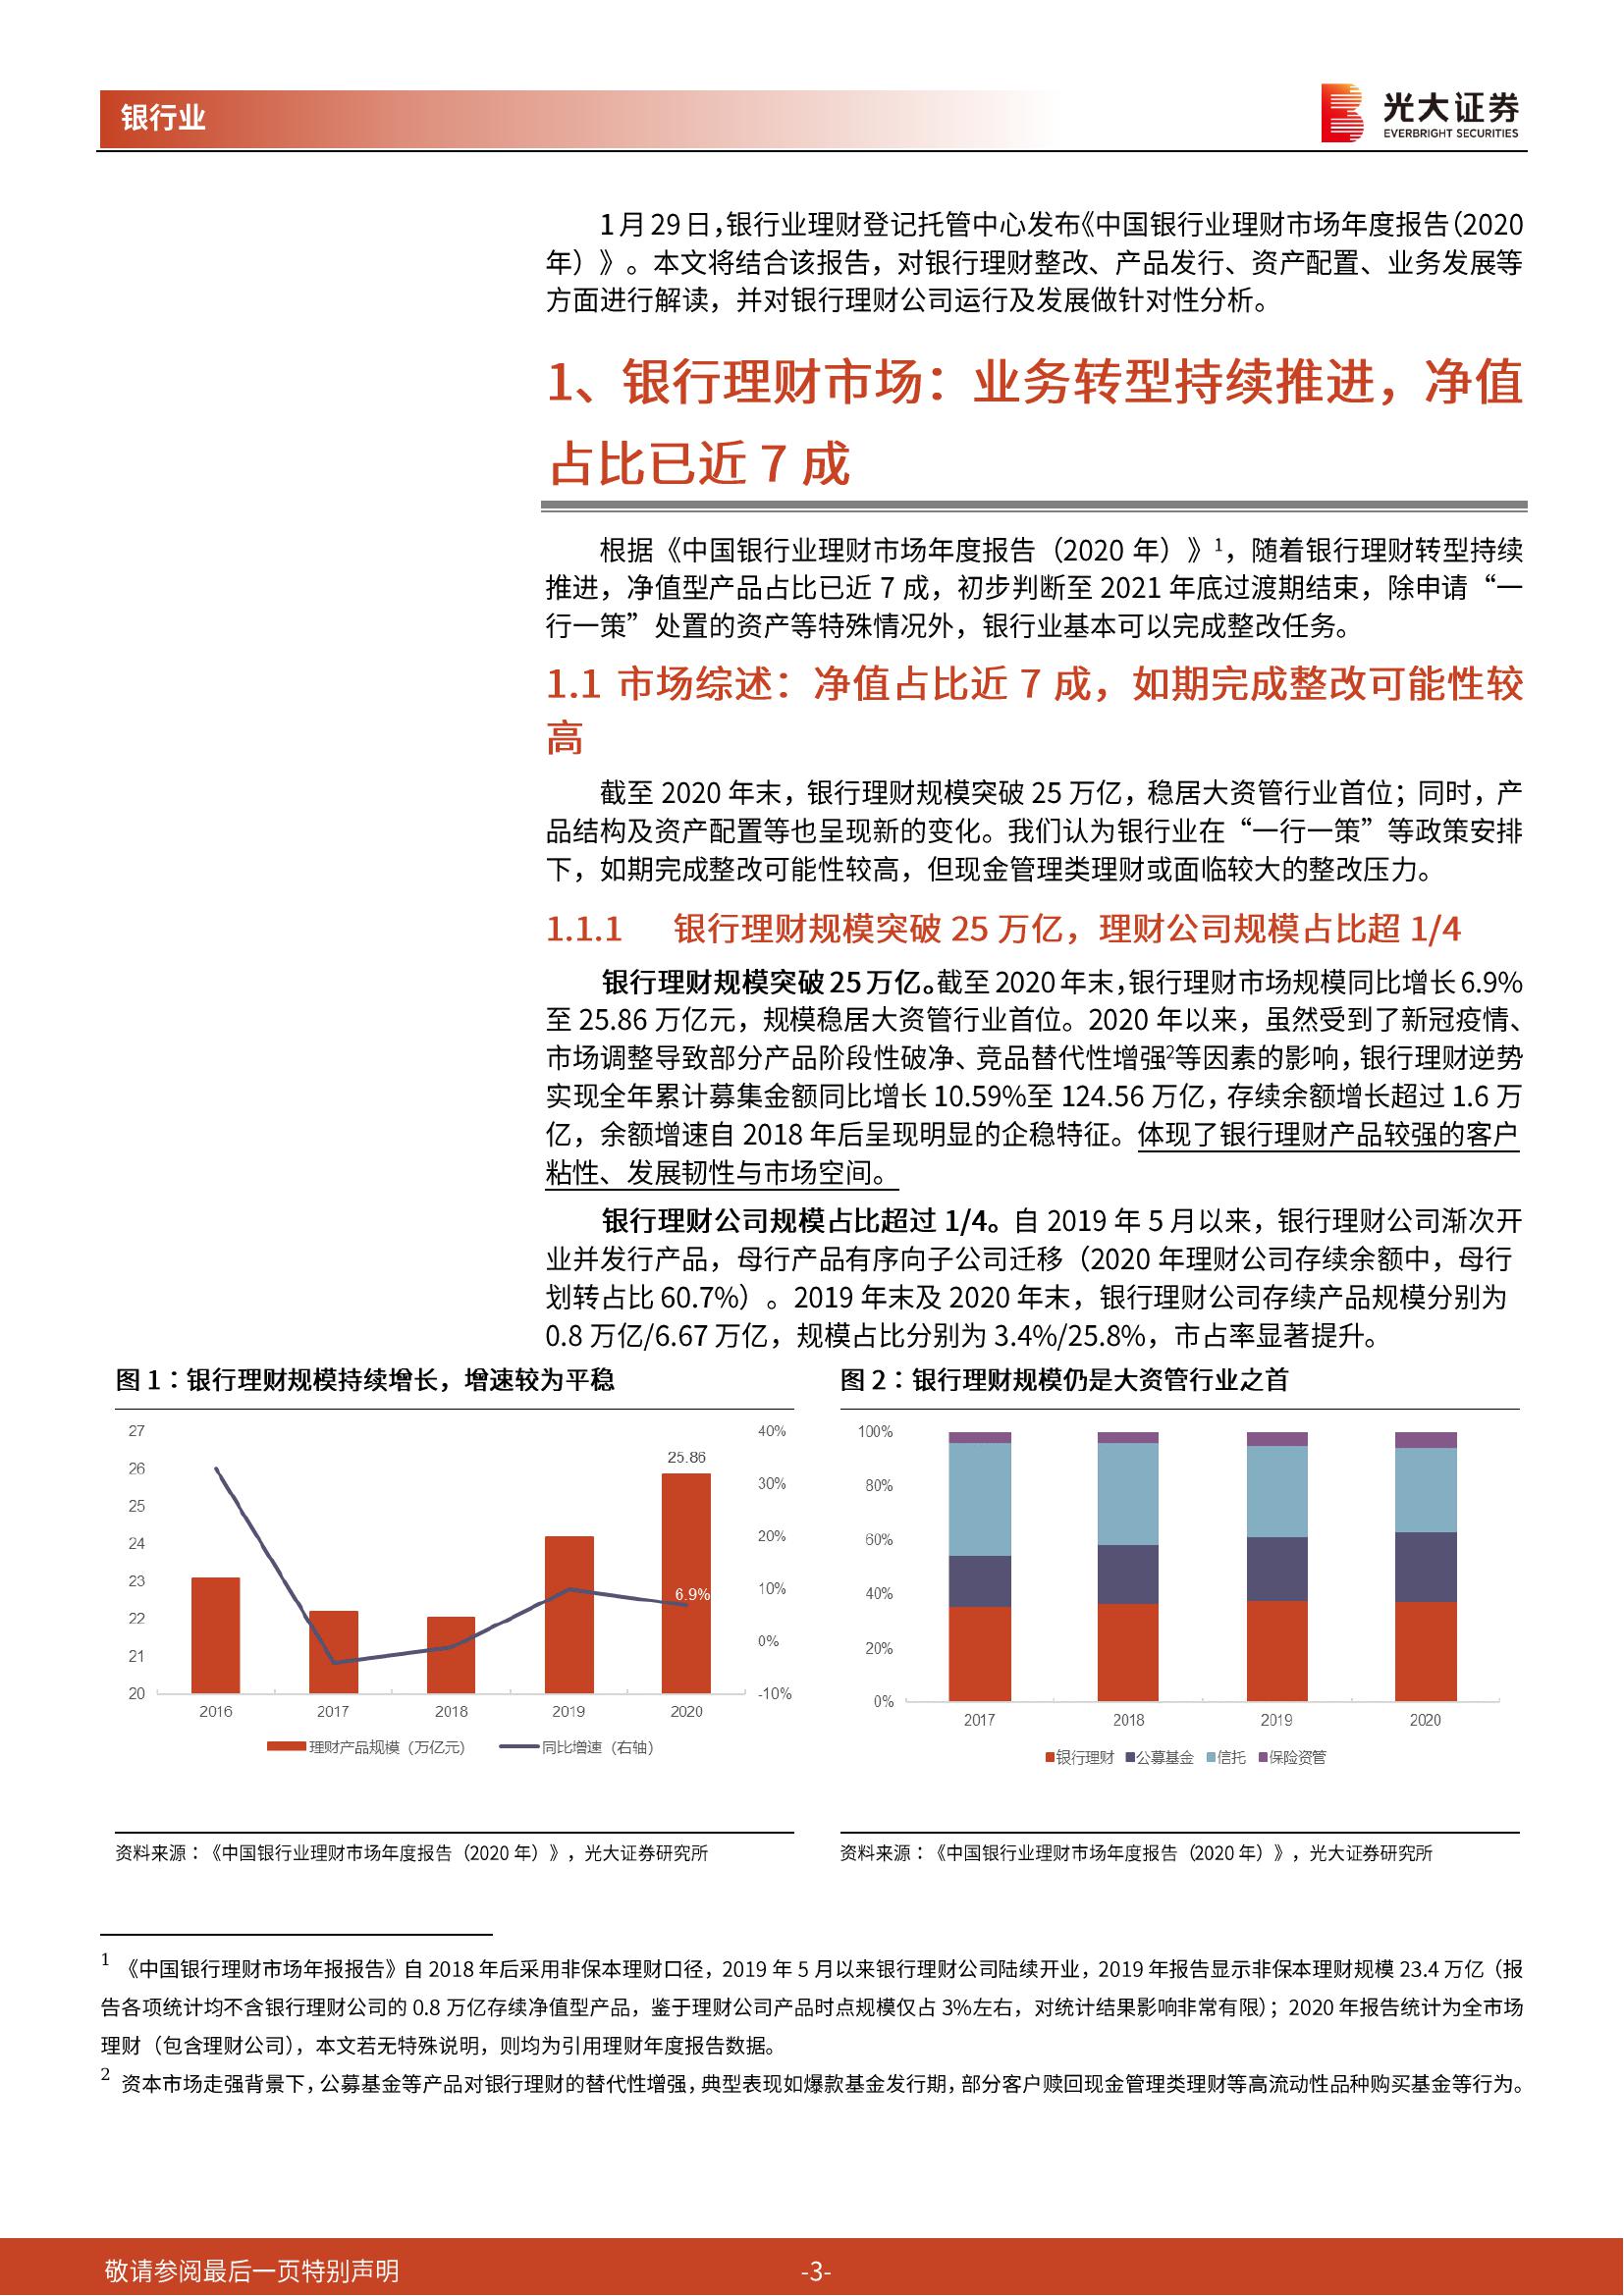 银行业
光大证券
EVERBRIGHT SECURITIES
1月29日，银行业理财登记托管中心发布《中国银行业理财市场年度报告（2020
年）》。本文将结合该报告，对银行理财整改、产品发行、资产配置、业务发展等
方面进行解读，并对银行理财公司运行及发展做针对性分析。
1、银行理财市场：业务转型持续推进，净值
占比已近 7 成
根据《中国银行业理财市场年度报告（2020 年）》1，随着银行理财转型持续
推进，净值型产品占比已近 7 成，初步判断至 2021 年底过渡期结束，除申请“一
行一策”处置的资产等特殊情况外，银行业基本可以完成整改任务。
1.1 市场综述：净值占比近 7 成，如期完成整改可能性较
高
截至 2020 年末，银行理财规模突破 25 万亿，稳居大资管行业首位；同时，产
品结构及资产配置等也呈现新的变化。我们认为银行业在“一行一策”等政策安排
下，如期完成整改可能性较高，但现金管理类理财或面临较大的整改压力。
1.1.1 银行理财规模突破 25 万亿，理财公司规模占比超 1/4
银行理财规模突破25万亿。截至2020年末，银行理财市场规模同比增长6.9%
至 25.86 万亿元，规模稳居大资管行业首位。2020 年以来，虽然受到了新冠疫情、
市场调整导致部分产品阶段性破净、竞品替代性增强2等因素的影响，银行理财逆势
实现全年累计募集金额同比增长 10.59%至 124.56 万亿，存续余额增长超过 1.6 万
亿，余额增速自 2018 年后呈现明显的企稳特征。体现了银行理财产品较强的客户
粘性、发展韧性与市场空间。
银行理财公司规模占比超过 1/4。自 2019 年 5 月以来，银行理财公司渐次开
业并发行产品，母行产品有序向子公司迁移（2020 年理财公司存续余额中，母行
划转占比 60.7%）。2019 年末及 2020 年末，银行理财公司存续产品规模分别为
0.8 万亿/6.67 万亿，规模占比分别为 3.4%/25.8%，市占率显著提升。
图 1：银行理财规模持续增长，增速较为平稳
27
26
25
24
23
22
21
20
40%
30%
20%
10%
0%
-10%
25.86
6.9%
2016 2017 2018 2019 2020
理财产品规模（万亿元） 同比增速（右轴）
资料来源：《中国银行业理财市场年度报告（2020 年）》，光大证券研究所
图 2：银行理财规模仍是大资管行业之首
100%
80%
60%
40%
20%
0%
2017 2018 2019 2020
银行理财 公募基金 信托 保险资管
资料来源：《中国银行业理财市场年度报告（2020 年）》，光大证券研究所
1 《中国银行理财市场年报报告》自 2018 年后采用非保本理财口径，2019 年 5 月以来银行理财公司陆续开业，2019 年报告显示非保本理财规模 23.4 万亿（报
告各项统计均不含银行理财公司的 0.8 万亿存续净值型产品，鉴于理财公司产品时点规模仅占 3%左右，对统计结果影响非常有限）；2020 年报告统计为全市场
理财（包含理财公司），本文若无特殊说明，则均为引用理财年度报告数据。
2 资本市场走强背景下，公募基金等产品对银行理财的替代性增强，典型表现如爆款基金发行期，部分客户赎回现金管理类理财等高流动性品种购买基金等行为。
敬请参阅最后一页特别声明
-3-